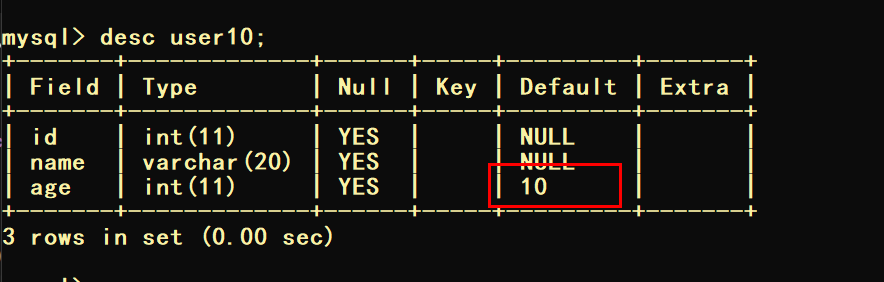 mysql> desc user10;
+-------+-------------+------+-----+---------+-------+
| Field | Type        | Null | Key | Default | Extra |
+-------+-------------+------+-----+---------+-------+
| id    | int(11)     | YES  |     | NULL    |       |
| name  | varchar(20) | YES  |     | NULL    |       |
| age   | int(11)     | YES  |     | 10      |       |
+-------+-------------+------+-----+---------+-------+
3 rows in set (0.00 sec)